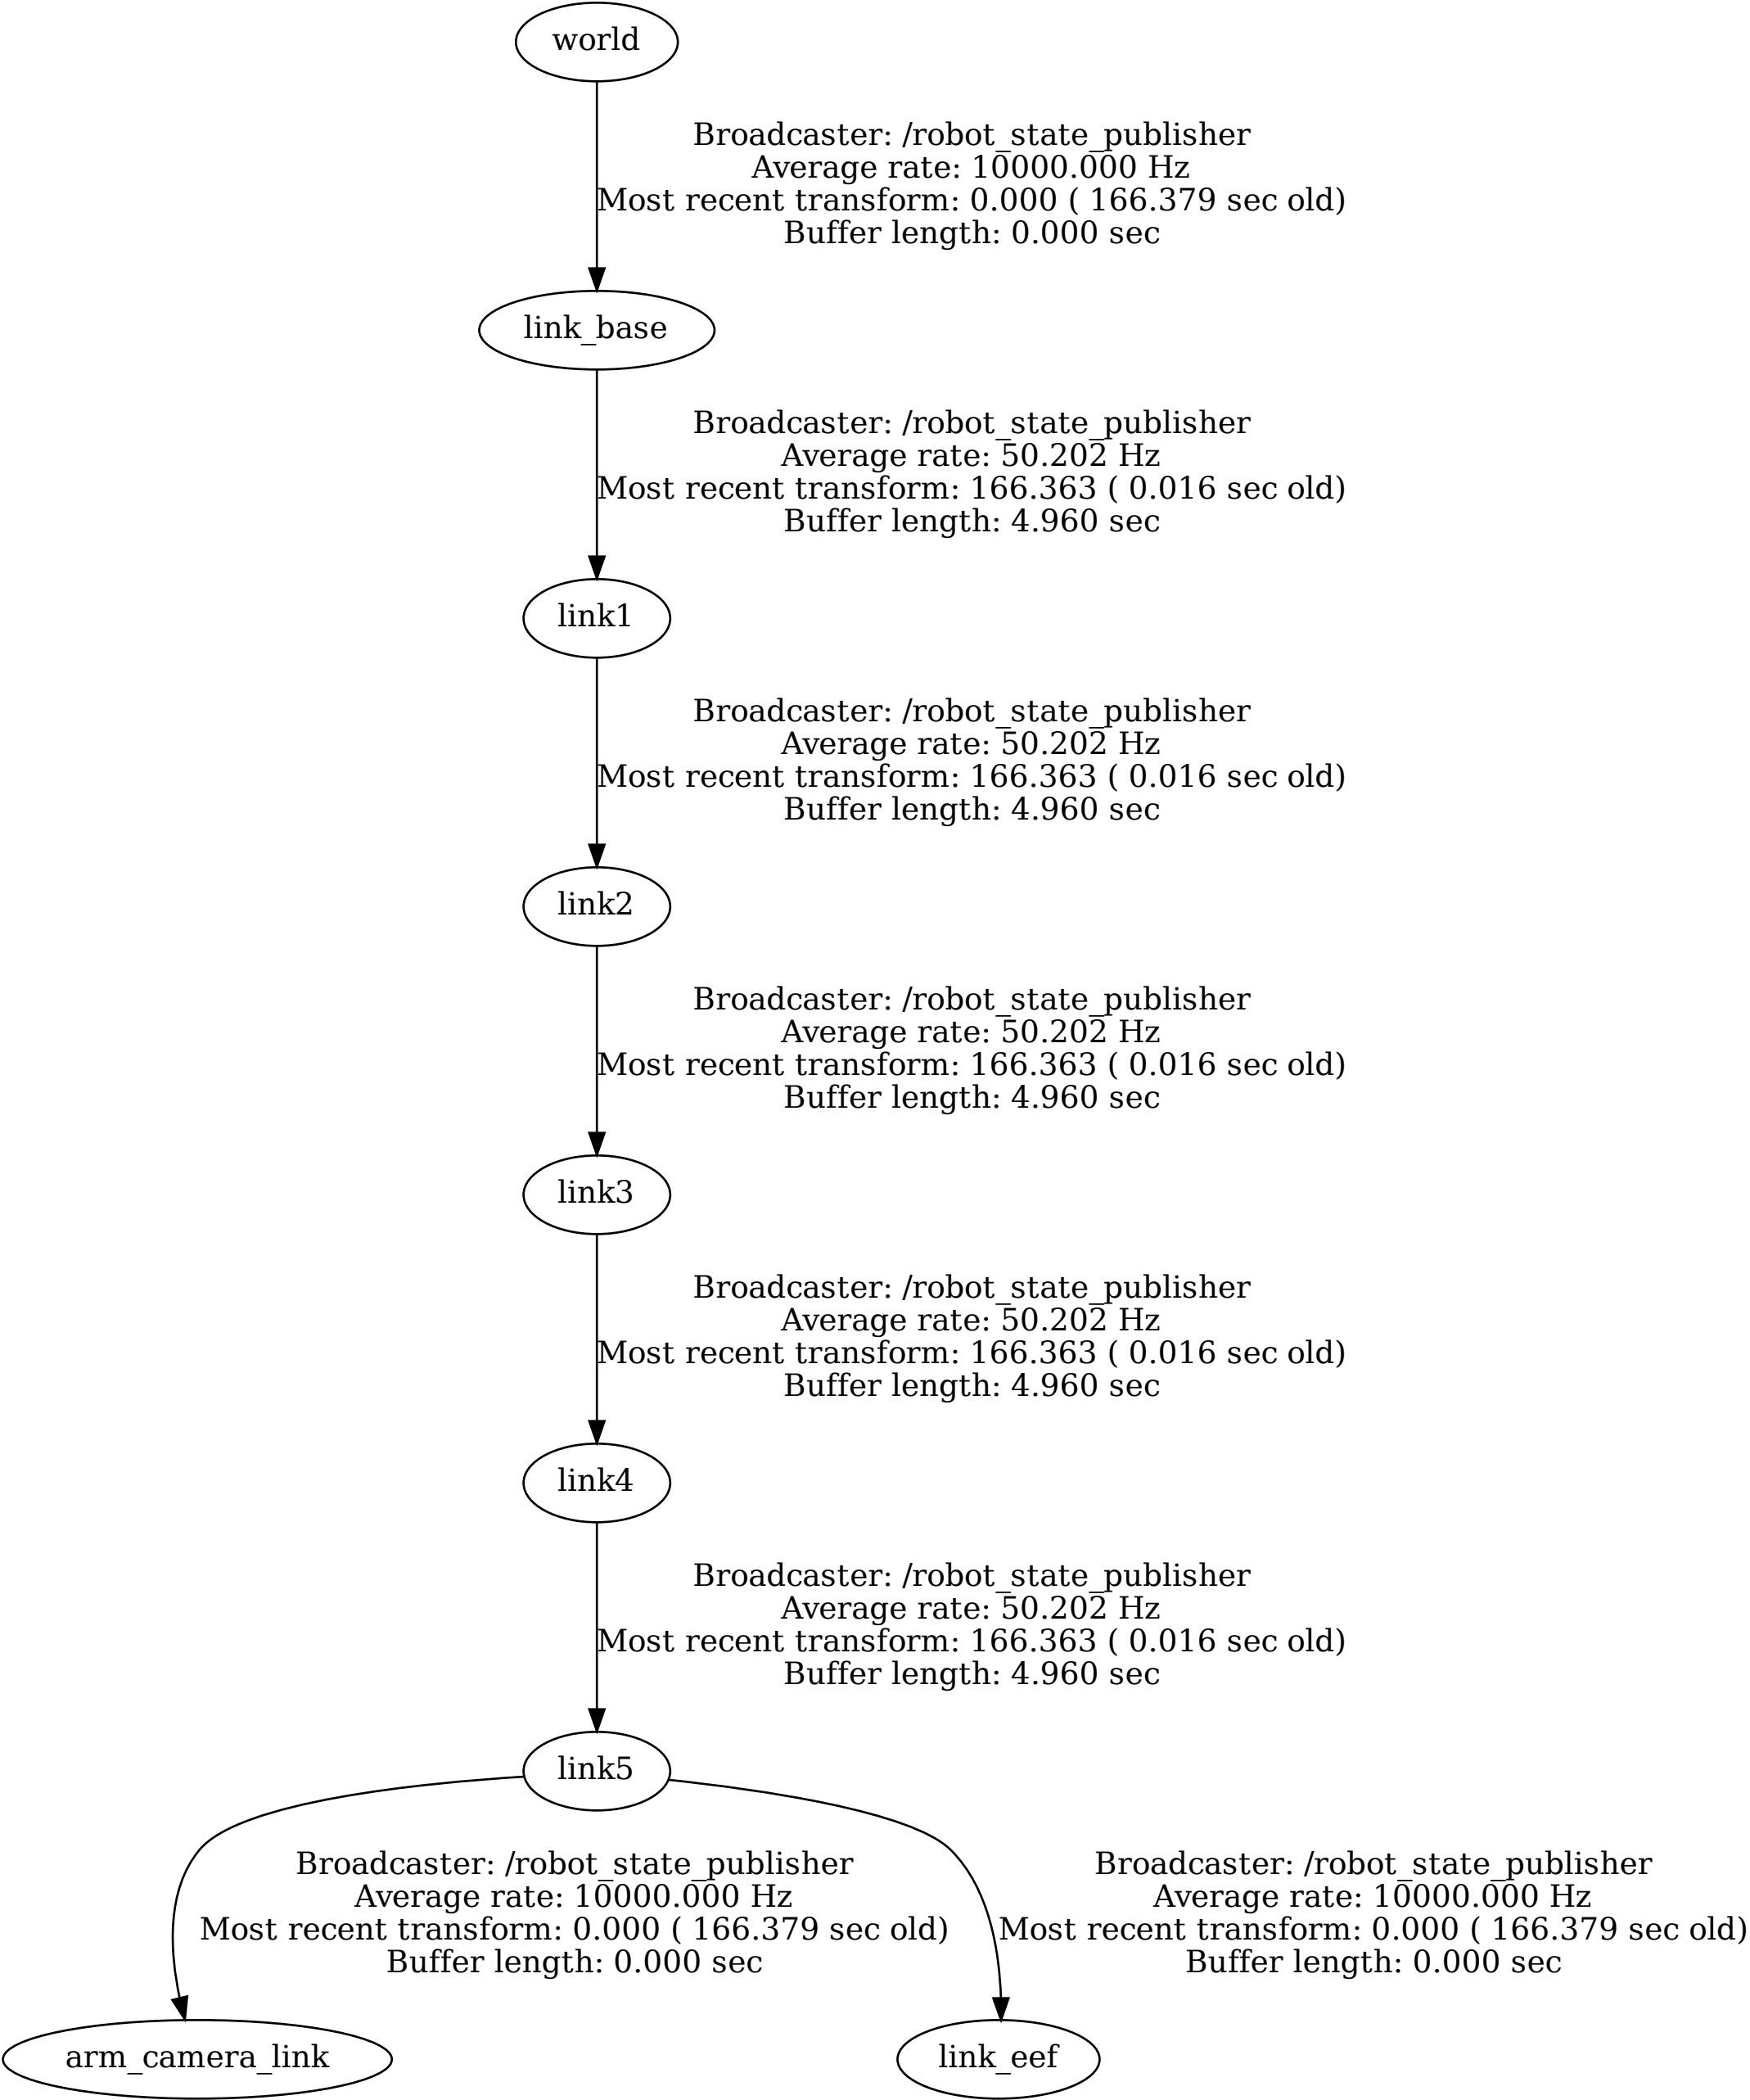 world
Broadcaster: /robot_state_publisher
Average rate: 10000.000 Hz
Most recent transform: 0.000 ( 166.379 sec old)
Buffer length: 0.000 sec
link_base
Broadcaster: /robot_state_publisher
Average rate: 50.202 Hz
Most recent transform: 166.363 ( 0.016 sec old)
Buffer length: 4.960 sec
link1
Broadcaster: /robot_state_publisher
Average rate: 50.202 Hz
Most recent transform: 166.363 ( 0.016 sec old)
Buffer length: 4.960 sec
link2
Broadcaster: /robot_state_publisher
Average rate: 50.202 Hz
Most recent transform: 166.363 ( 0.016 sec old)
Buffer length: 4.960 sec
link3
Broadcaster: /robot_state_publisher
Average rate: 50.202 Hz
Most recent transform: 166.363 ( 0.016 sec old)
Buffer length: 4.960 sec
link4
Broadcaster: /robot_state_publisher
Average rate: 50.202 Hz
Most recent transform: 166.363 ( 0.016 sec old)
Buffer length: 4.960 sec
link5
Broadcaster: /robot_state_publisher
Average rate: 10000.000 Hz
Most recent transform: 0.000 ( 166.379 sec old)
Buffer length: 0.000 sec
Broadcaster: /robot_state_publisher
Average rate: 10000.000 Hz
Most recent transform: 0.000 ( 166.379 sec old)
Buffer length: 0.000 sec
arm_camera_link
link_eef